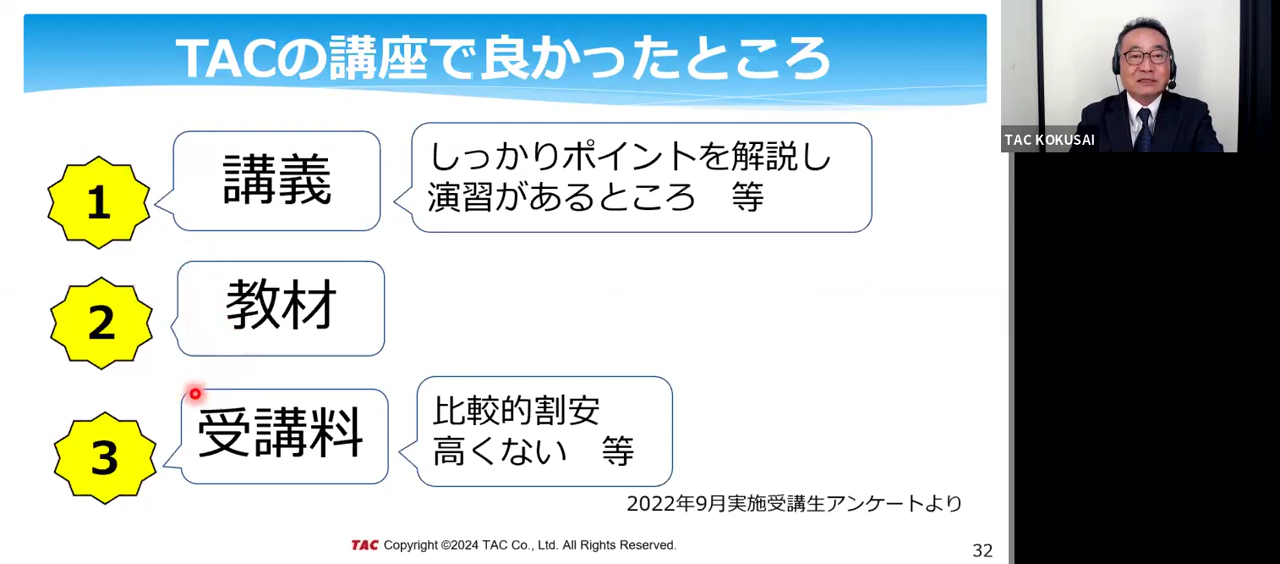 TACの講座で良かったところ
1
講義
しっかりポイントを解説し
演習があるところ　等
2
教材
3
受講料
比較的割安
高くない　等
2022年9月実施受講生アンケートより
TAC Copyright ©2024 TAC Co., Ltd. All Rights Reserved.
32
TAC KOKUSAI